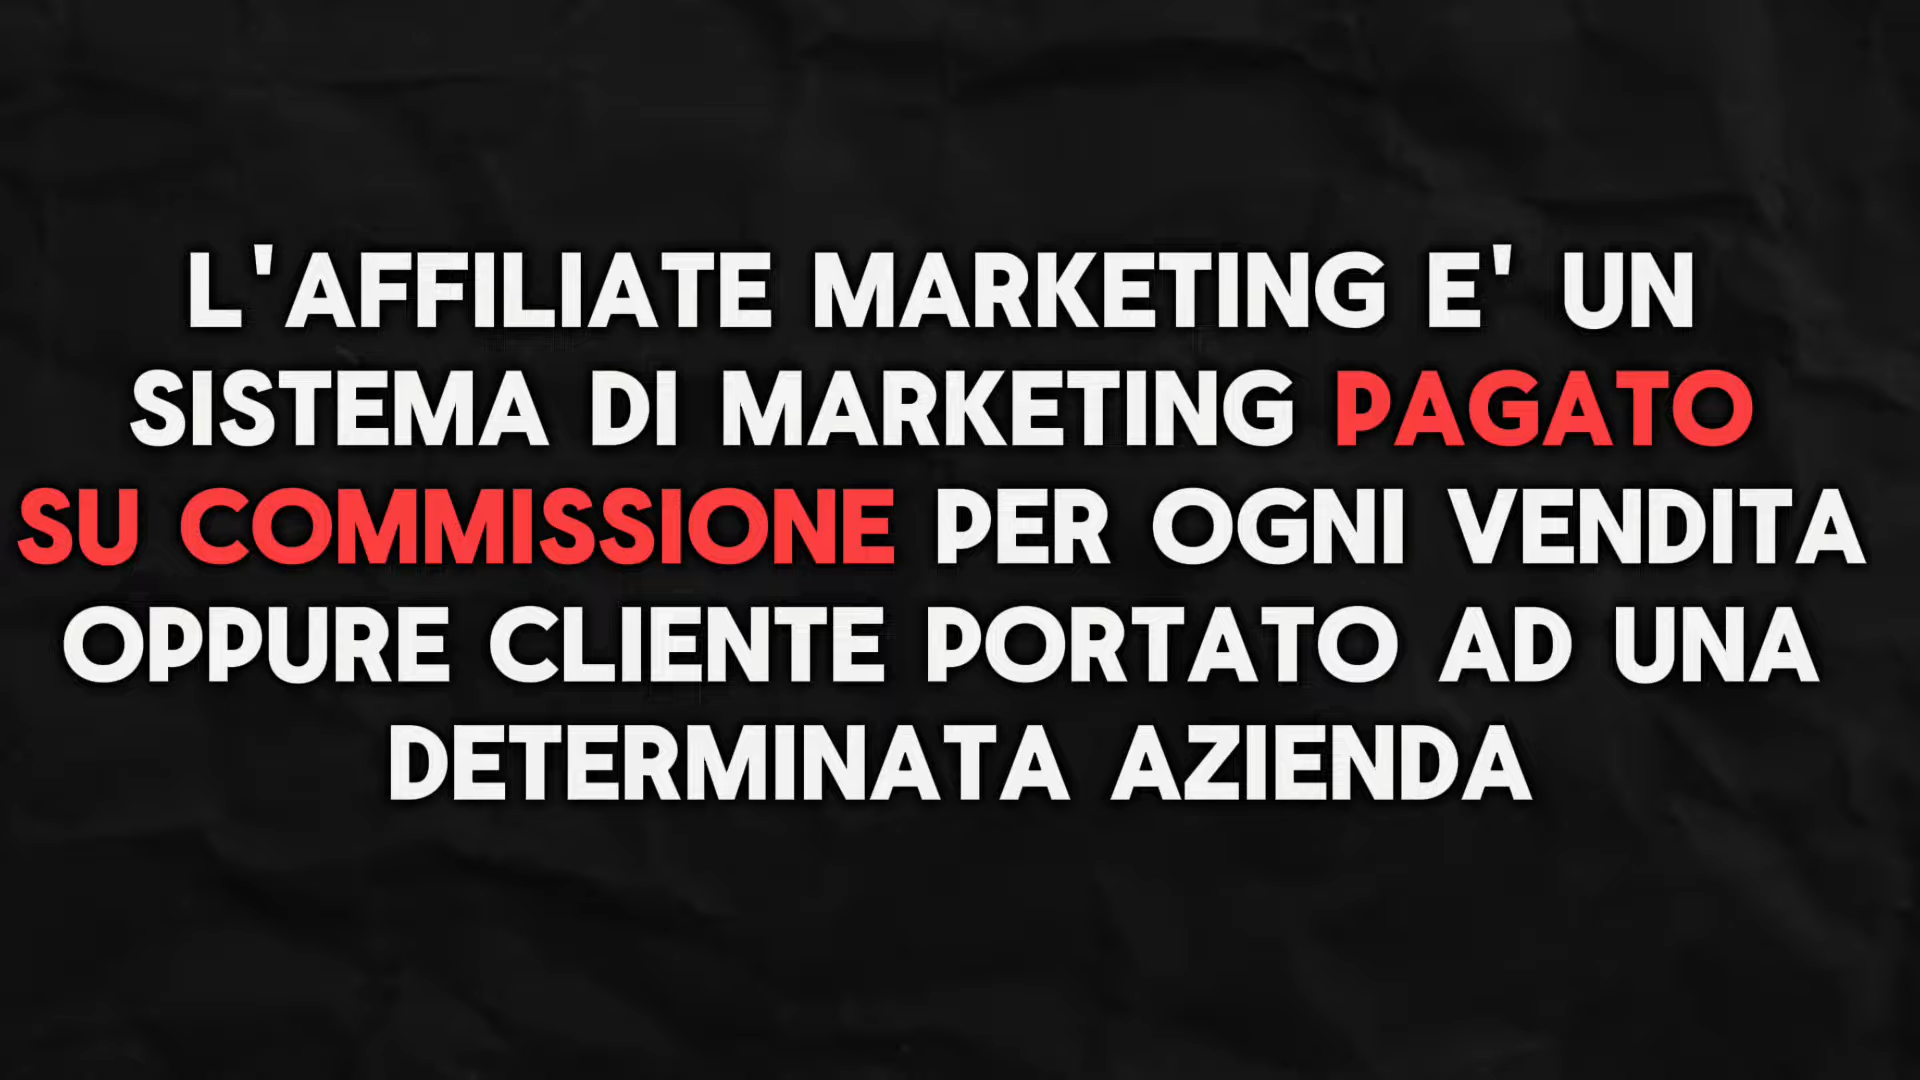 L'AFFILIATE MARKETING E' UN
SISTEMA DI MARKETING PAGATO
SU COMMISSIONE PER OGNI VENDITA
OPPURE CLIENTE PORTATO AD UNA
DETERMINATA AZIENDA